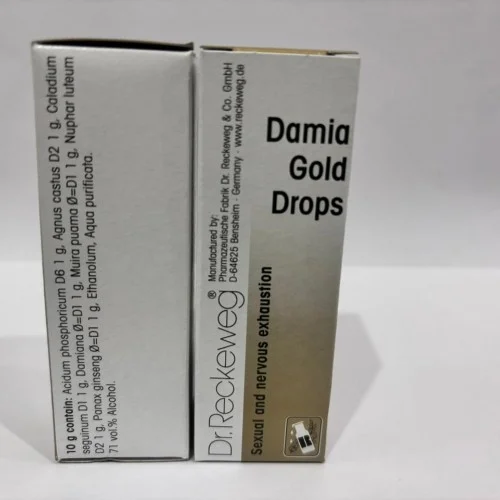 10 g contain: Acidum phosphoricum D6 1 g, Agnus castus D2 1 g, Caladium
seguinum D1 1 g, Damiana Ø=D1 1 g, Muira puama Ø=D1 1 g, Nuphar luteum
D2 1 g, Panax ginseng Ø=D1 1 g, Ethanolum, Aqua purificata.
71 vol.% Alcohol.
Dr.Reckeweg®
Manufactured by:
Pharmazeutische Fabrik Dr. Reckeweg & Co. GmbH
D-64625 Bensheim - Germany - www.reckeweg.de
Damia
Gold
Drops
Sexual and nervous exhaustion